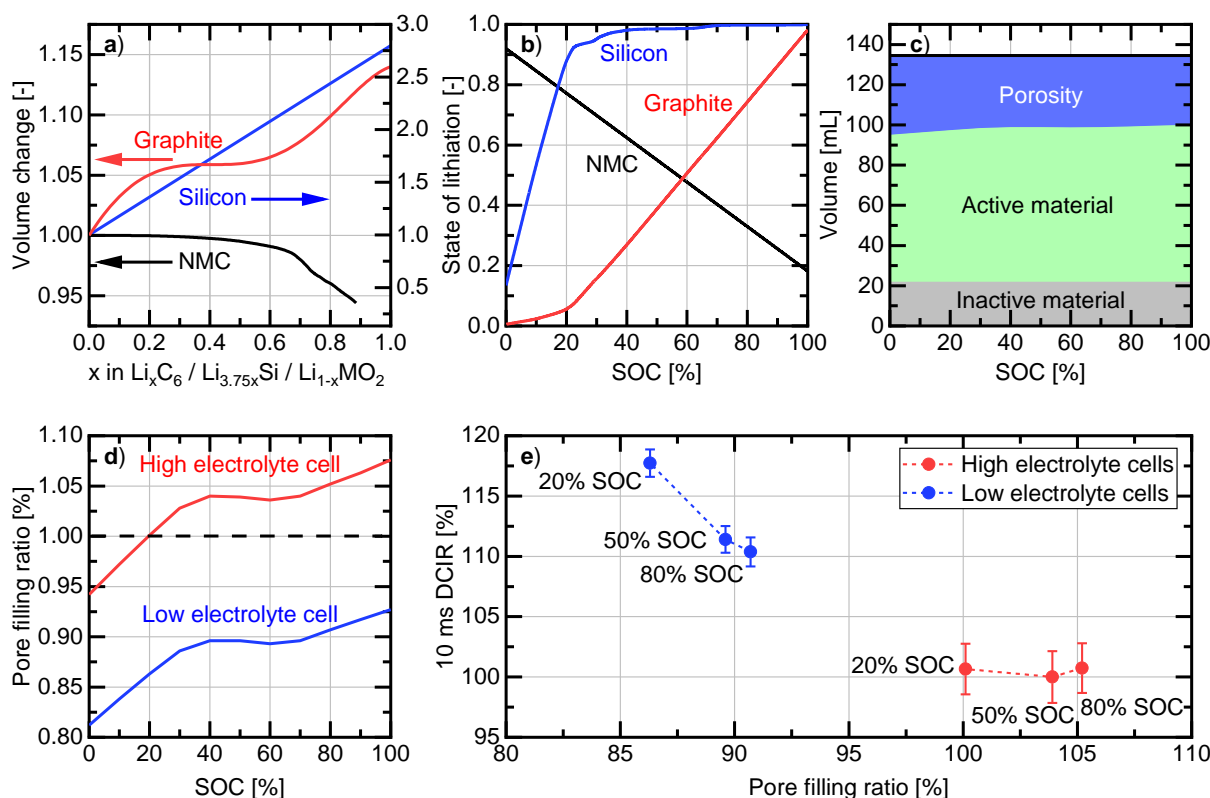 a)
Volume change [-]
1.15
1.10
1.05
1.00
0.95
3.0
2.5
2.0
1.5
1.0
0.5
Graphite
Silicon
NMC
0.0 0.2 0.4 0.6 0.8 1.0
x in LiₓC₆ / Li₃.₇₅ₓSi / Li₁₋ₓMO₂
b)
State of lithiation [-]
1.0
0.8
0.6
0.4
0.2
0.0
Silicon
Graphite
NMC
0 20 40 60 80 100
SOC [%]
c)
Volume [mL]
140
120
100
80
60
40
20
0
Porosity
Active material
Inactive material
0 20 40 60 80 100
SOC [%]
d)
Pore filling ratio [%]
1.10
1.05
1.00
0.95
0.90
0.85
0.80
High electrolyte cell
Low electrolyte cell
0 20 40 60 80 100
SOC [%]
e)
10 ms DCIR [%]
120
115
110
105
100
95
High electrolyte cells
Low electrolyte cells
20% SOC
50% SOC
80% SOC
20% SOC
50% SOC
80% SOC
80 85 90 95 100 105 110
Pore filling ratio [%]